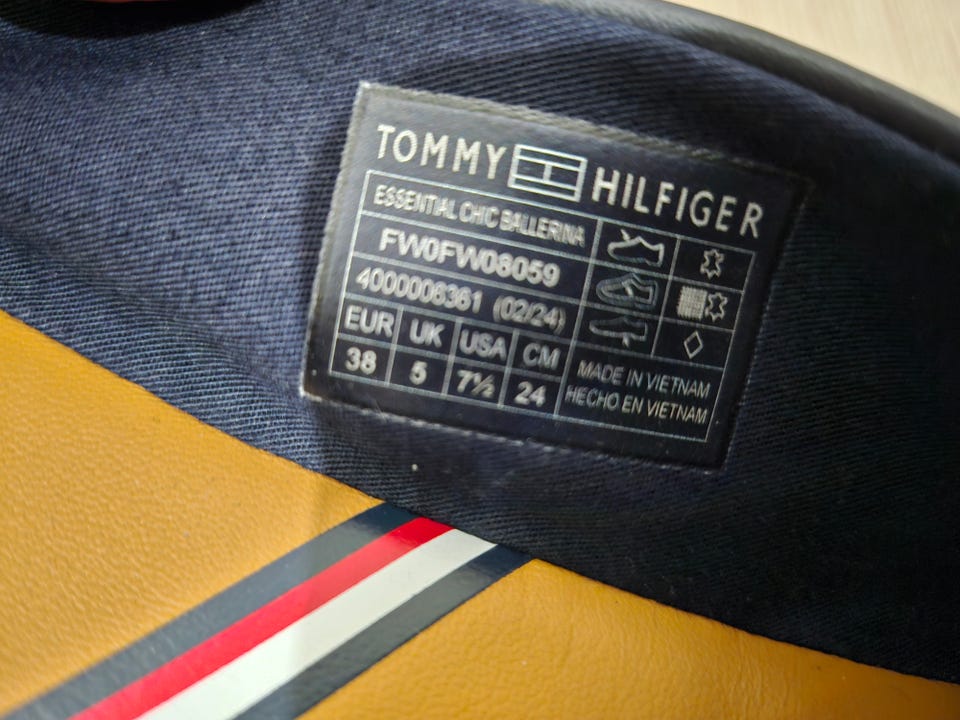 TOMMY HILFIGER
ESSENTIAL CHIC BALLERINA
FW0FW08059
4000006361 (02/24)
EUR UK USA CM
38 5 7½ 24
MADE IN VIETNAM
HECHO EN VIETNAM